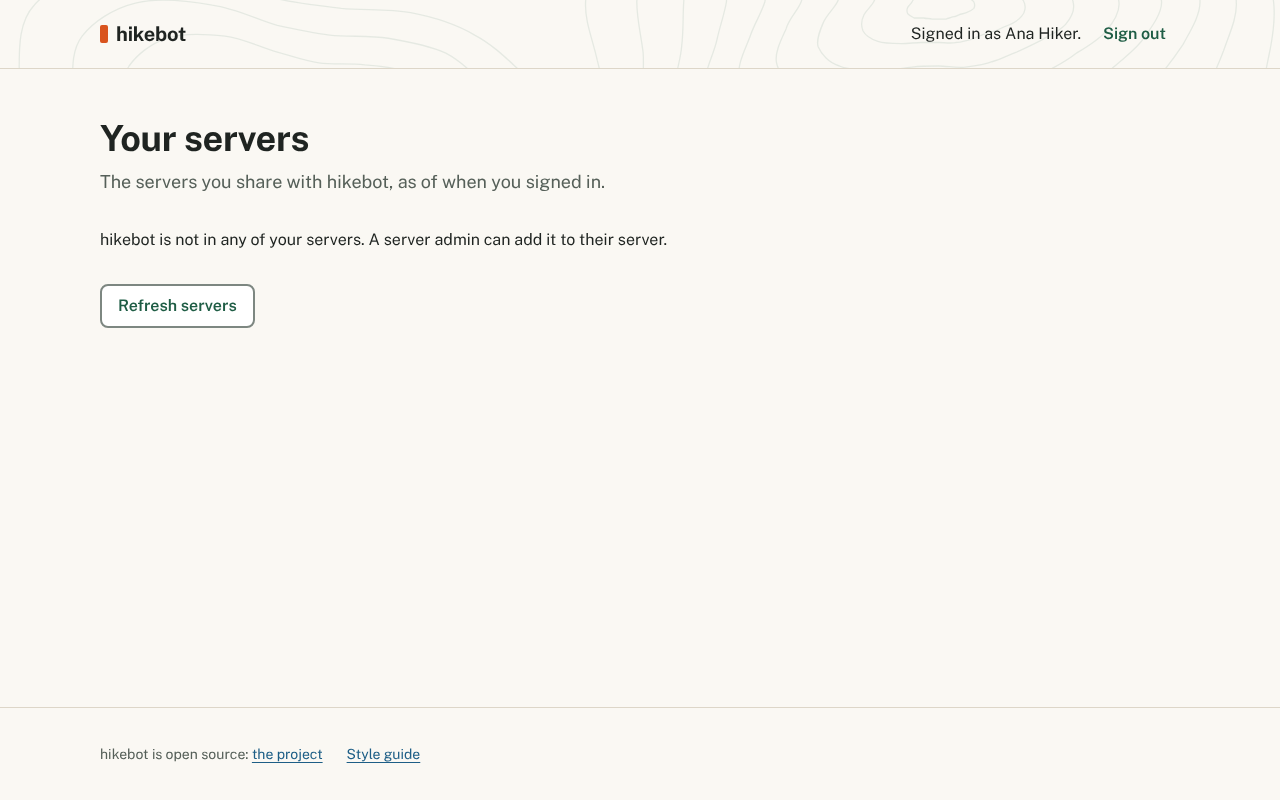 hikebot
Signed in as Ana Hiker. Sign out
Your servers
The servers you share with hikebot, as of when you signed in.
hikebot is not in any of your servers. A server admin can add it to their server.
Refresh servers
hikebot is open source: the project Style guide